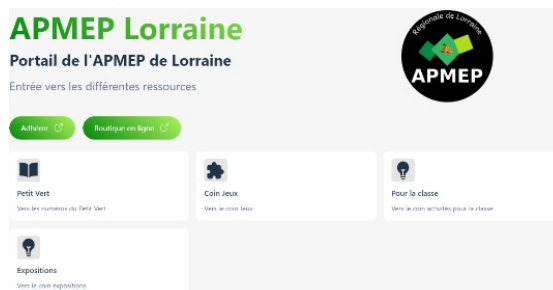 APMEP Lorraine
Portail de l'APMEP de Lorraine
Entrée vers les différentes ressources
Régionale de Lorraine
APMEP
Adhérer
Boutique en ligne
Petit Vert
Vers les numéros du Petit Vert
Coin Jeux
Vers le coin Jeux
Pour la classe
Vers le coin activités pour la classe
Expositions
Vers le coin expositions